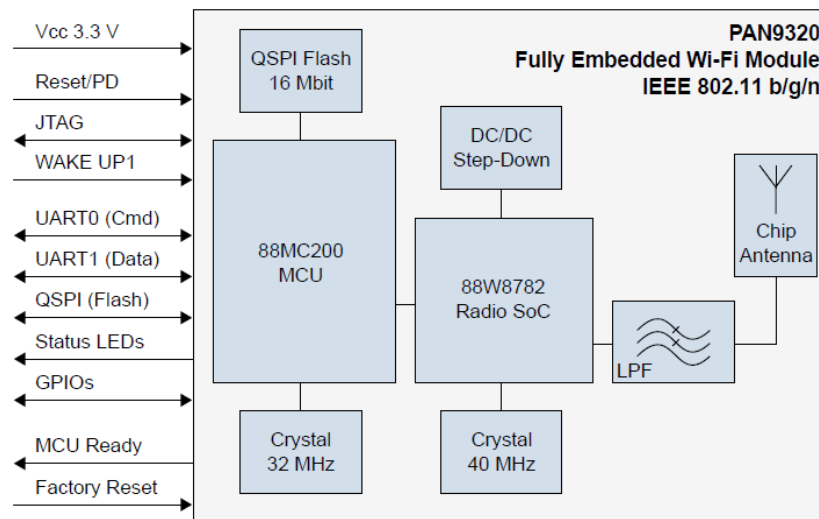 Vcc 3.3 V
Reset/PD
JTAG
WAKE UP1
UART0 (Cmd)
UART1 (Data)
QSPI (Flash)
Status LEDs
GPIOs
MCU Ready
Factory Reset
PAN9320
Fully Embedded Wi-Fi Module
IEEE 802.11 b/g/n
QSPI Flash
16 Mbit
DC/DC
Step-Down
88MC200
MCU
88W8782
Radio SoC
Chip
Antenna
LPF
Crystal
32 MHz
Crystal
40 MHz